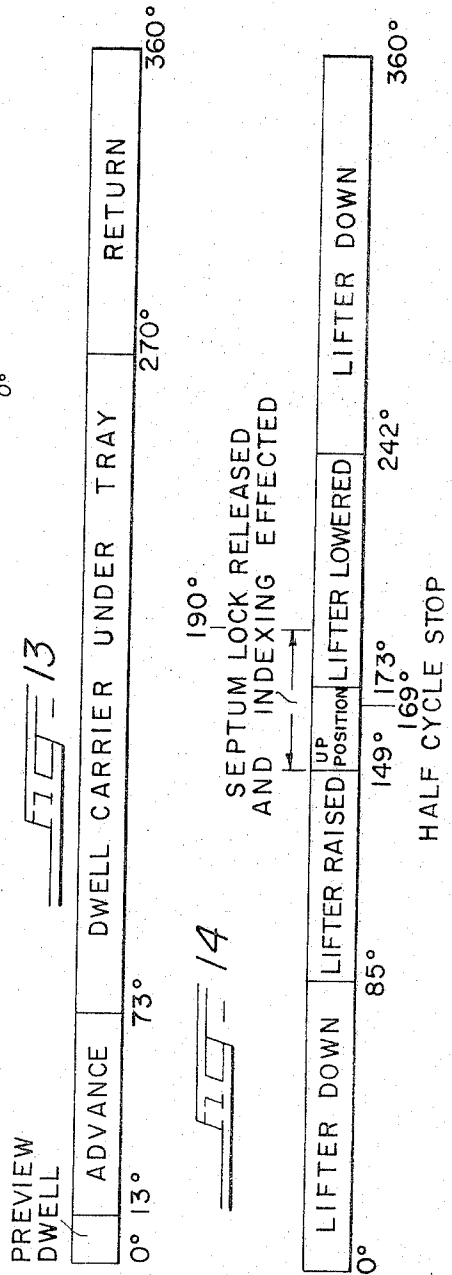 0°
FIG-13
PREVIEW
DWELL
ADVANCE
DWELL CARRIER UNDER TRAY
RETURN
0° 13° 73° 270° 360°
FIG-14
190°
SEPTUM LOCK RELEASED
AND INDEXING EFFECTED
LIFTER DOWN
LIFTER RAISED
UP
POSITION
LIFTER LOWERED
LIFTER DOWN
0° 85° 149° 173° 242° 360°
169°
HALF CYCLE STOP